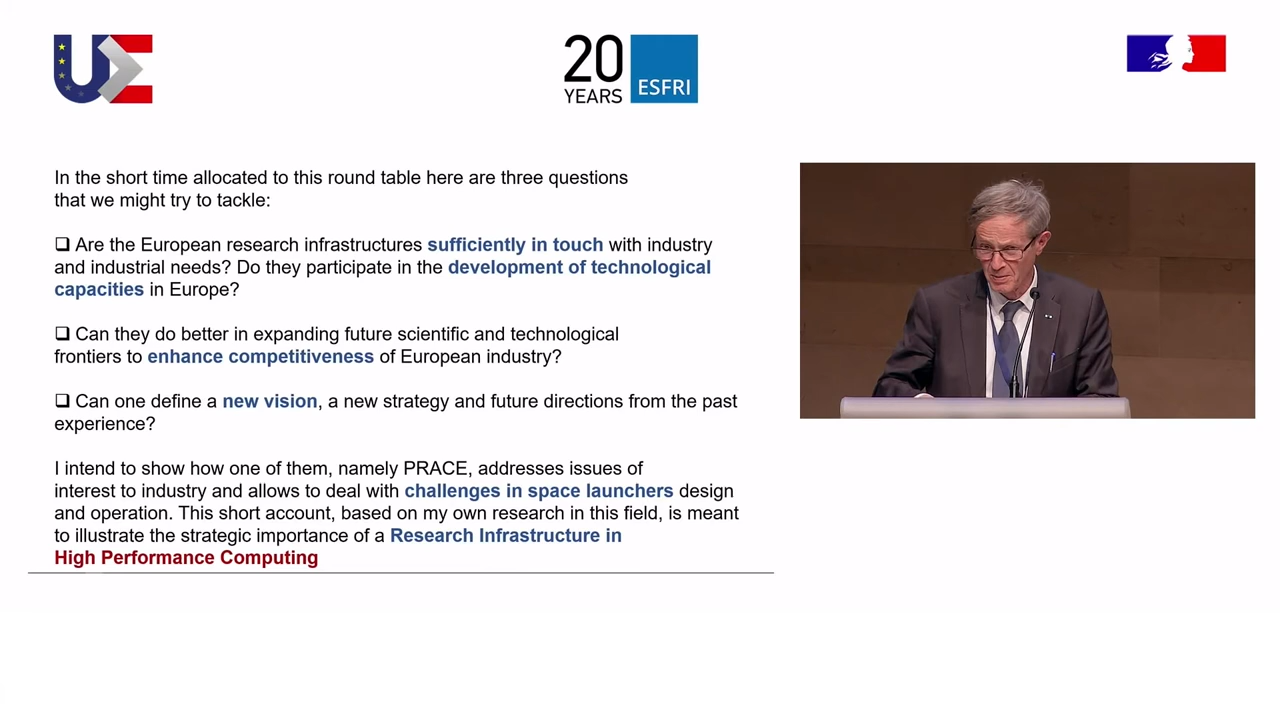 20
YEARS
ESFRI
In the short time allocated to this round table here are three questions
that we might try to tackle:
❑ Are the European research infrastructures sufficiently in touch with industry
and industrial needs? Do they participate in the development of technological
capacities in Europe?
❑ Can they do better in expanding future scientific and technological
frontiers to enhance competitiveness of European industry?
❑ Can one define a new vision, a new strategy and future directions from the past
experience?
I intend to show how one of them, namely PRACE, addresses issues of
interest to industry and allows to deal with challenges in space launchers design
and operation. This short account, based on my own research in this field, is meant
to illustrate the strategic importance of a Research Infrastructure in
High Performance Computing